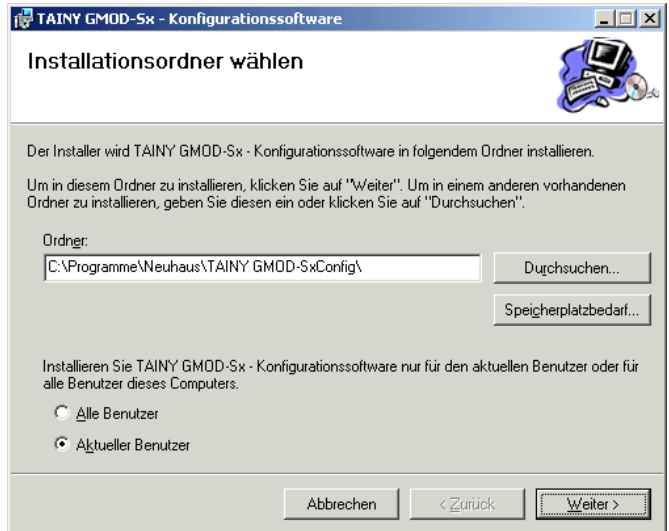 TAINY GMOD-Sx - Konfigurationssoftware
Installationsordner wählen
Der Installer wird TAINY GMOD-Sx - Konfigurationssoftware in folgendem Ordner installieren.
Um in diesem Ordner zu installieren, klicken Sie auf "Weiter". Um in einem anderen vorhandenen
Ordner zu installieren, geben Sie diesen ein oder klicken Sie auf "Durchsuchen".
Ordner:
C:\Programme\Neuhaus\TAINY GMOD-SxConfig\
Durchsuchen...
Speicherplatzbedarf...
Installieren Sie TAINY GMOD-Sx - Konfigurationssoftware nur für den aktuellen Benutzer oder für
alle Benutzer dieses Computers.
Alle Benutzer
Aktueller Benutzer
Abbrechen
< Zurück
Weiter >